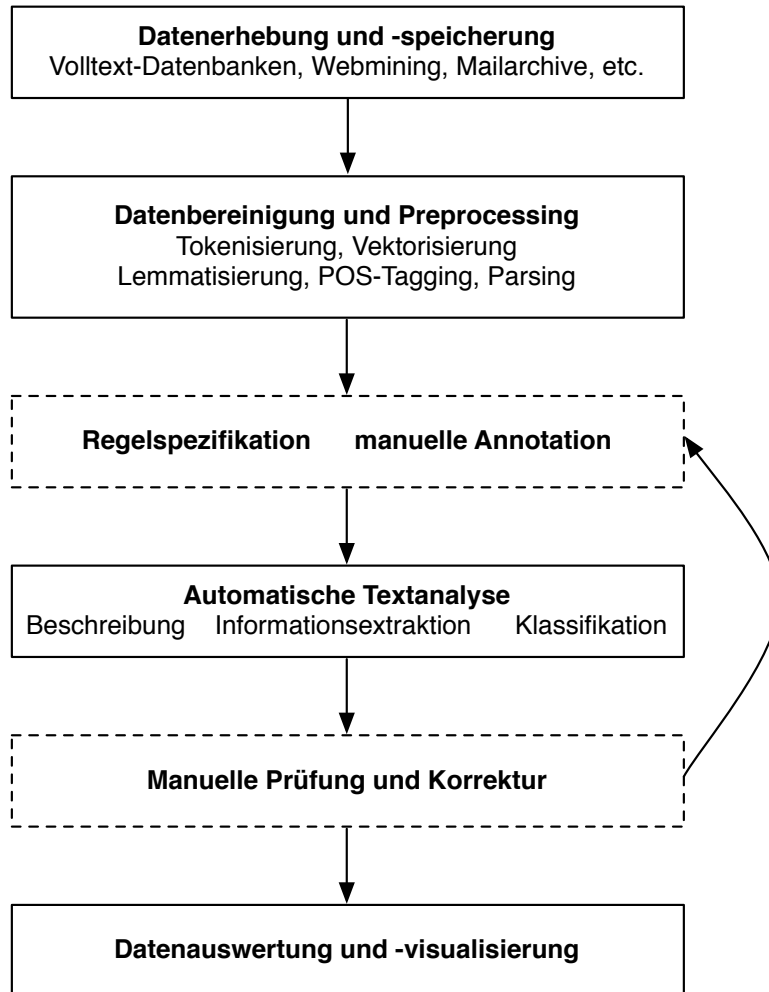 Datenerhebung und -speicherung
Volltext-Datenbanken, Webmining, Mailarchive, etc.
Datenbereinigung und Preprocessing
Tokenisierung, Vektorisierung
Lemmatisierung, POS-Tagging, Parsing
Regelspezifikation manuelle Annotation
Automatische Textanalyse
Beschreibung Informationsextraktion Klassifikation
Manuelle Prüfung und Korrektur
Datenauswertung und -visualisierung